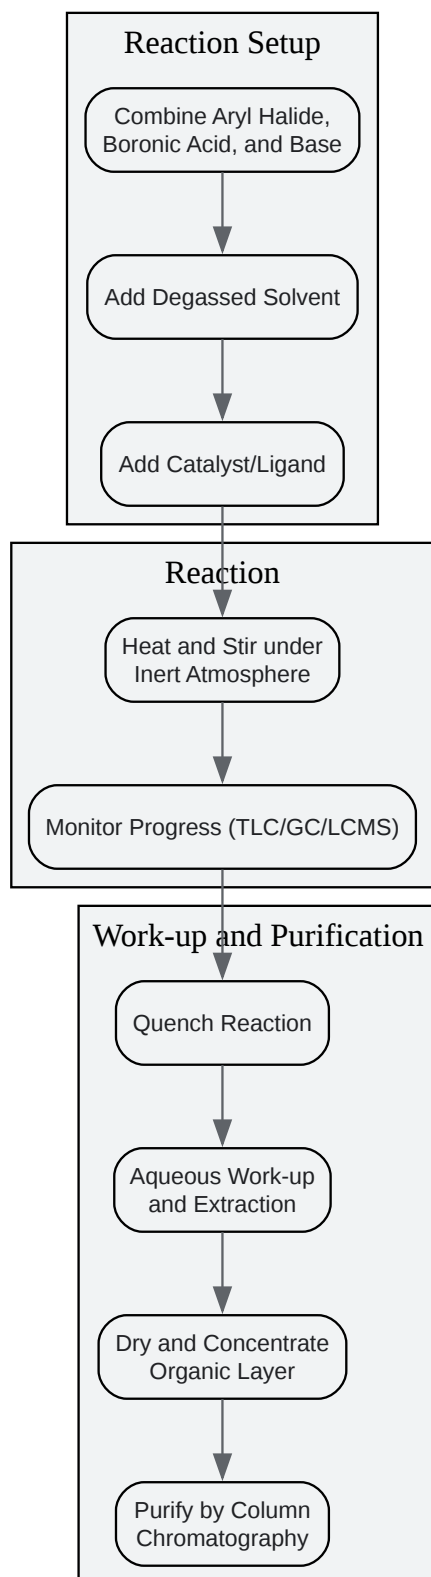 Reaction Setup
Combine Aryl Halide,
Boronic Acid, and Base
Add Degassed Solvent
Add Catalyst/Ligand
Reaction
Heat and Stir under
Inert Atmosphere
Monitor Progress (TLC/GC/LCMS)
Work-up and Purification
Quench Reaction
Aqueous Work-up
and Extraction
Dry and Concentrate
Organic Layer
Purify by Column
Chromatography